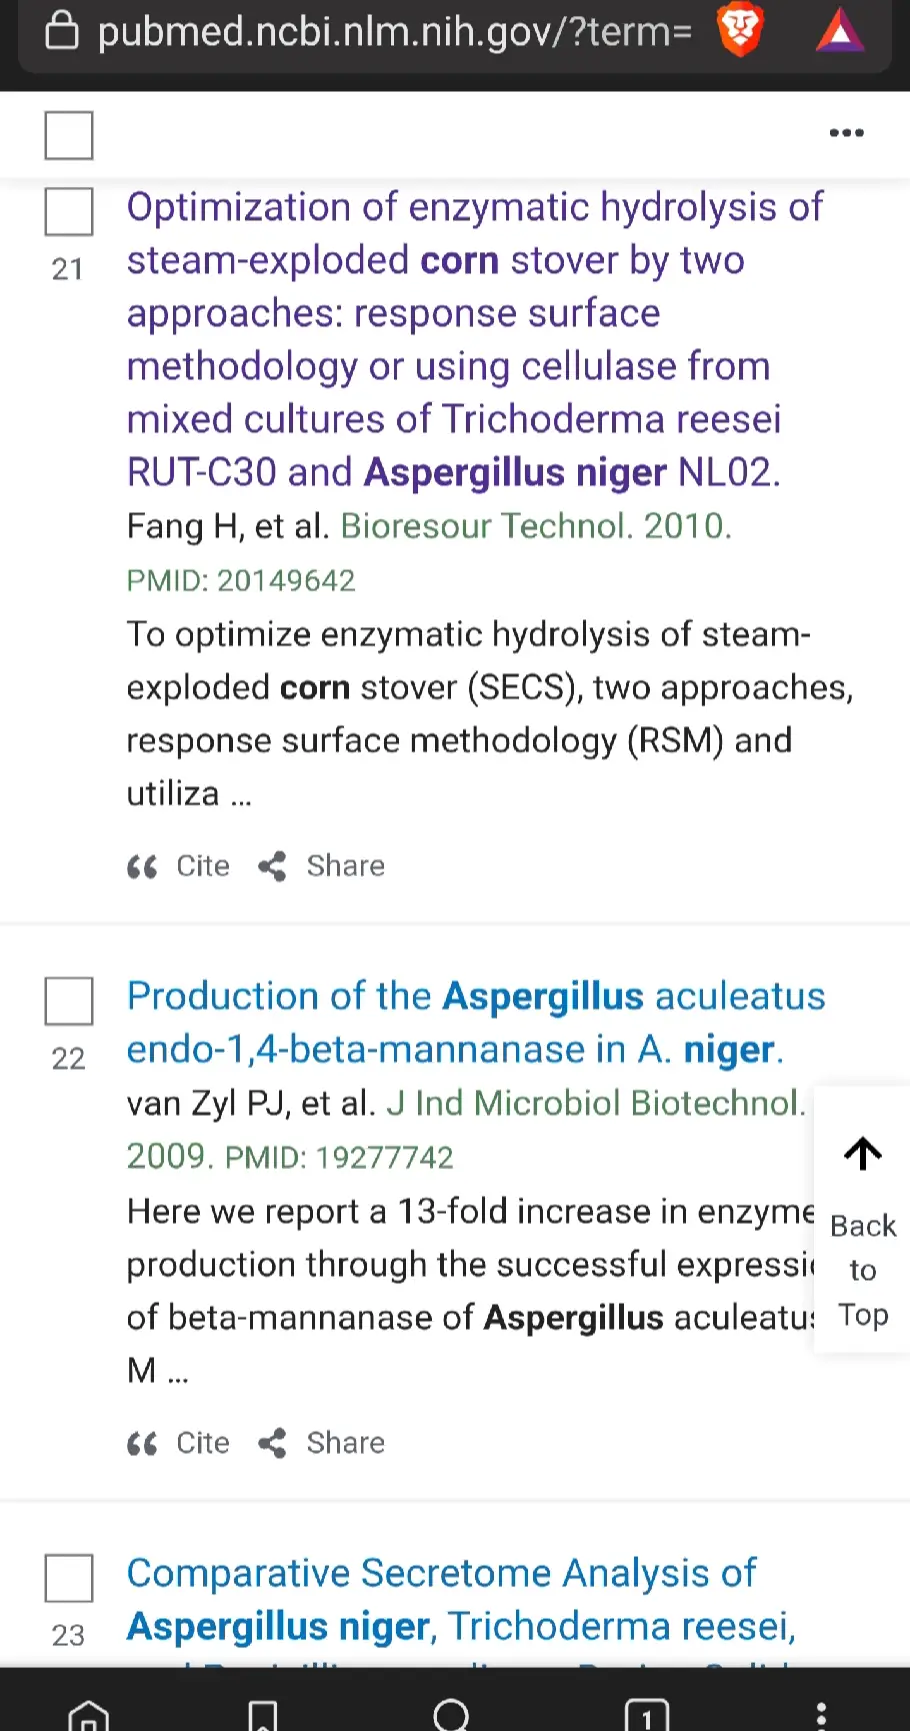 pubmed.ncbi.nlm.nih.gov/?term=
Optimization of enzymatic hydrolysis of
21
steam-exploded corn stover by two
approaches: response surface
methodology or using cellulase from
mixed cultures of Trichoderma reesei
RUT-C30 and Aspergillus niger NL02.
Fang H, et al. Bioresour Technol. 2010.
PMID: 20149642
To optimize enzymatic hydrolysis of steam-
exploded corn stover (SECS), two approaches,
response surface methodology (RSM) and
utiliza ...
Cite Share
Production of the Aspergillus aculeatus
22
endo-1,4-beta-mannanase in A. niger.
van Zyl PJ, et al. J Ind Microbiol Biotechnol.
2009. PMID: 19277742
Here we report a 13-fold increase in enzyme
production through the successful
of beta-mannanase of Aspergillus
M ...
Back
to
Top
Cite Share
Comparative Secretome Analysis of
23
Aspergillus niger, Trichoderma reesei,
1